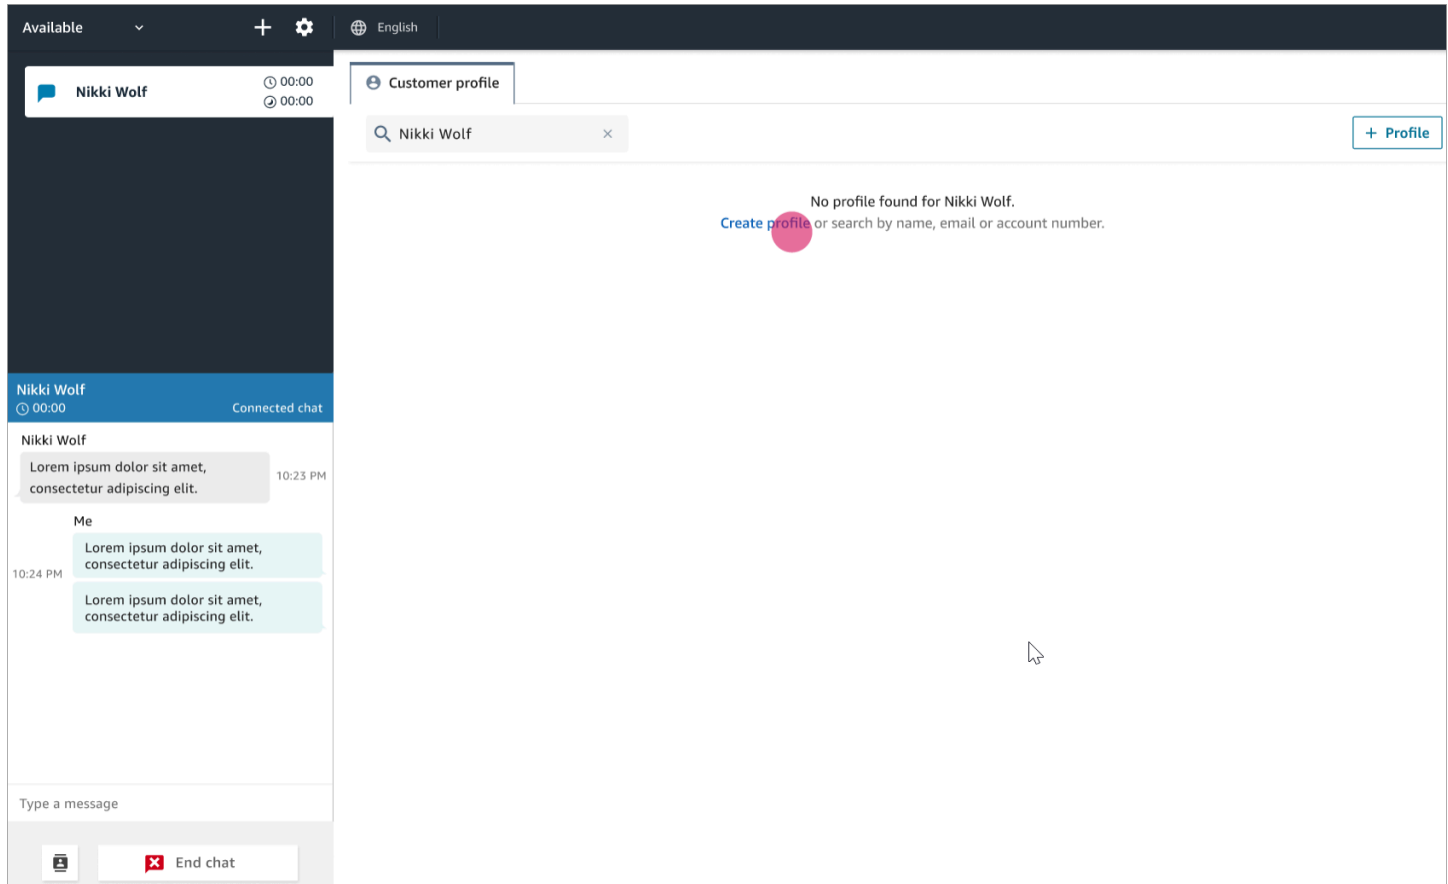 Available
English
Nikki Wolf
00:00
00:00
Customer profile
Nikki Wolf
+ Profile
No profile found for Nikki Wolf.
Create profile or search by name, email or account number.
Nikki Wolf
00:00
Connected chat
Nikki Wolf
Lorem ipsum dolor sit amet,
consectetur adipiscing elit.
10:23 PM
Me
Lorem ipsum dolor sit amet,
consectetur adipiscing elit.
10:24 PM
Lorem ipsum dolor sit amet,
consectetur adipiscing elit.
Type a message
End chat